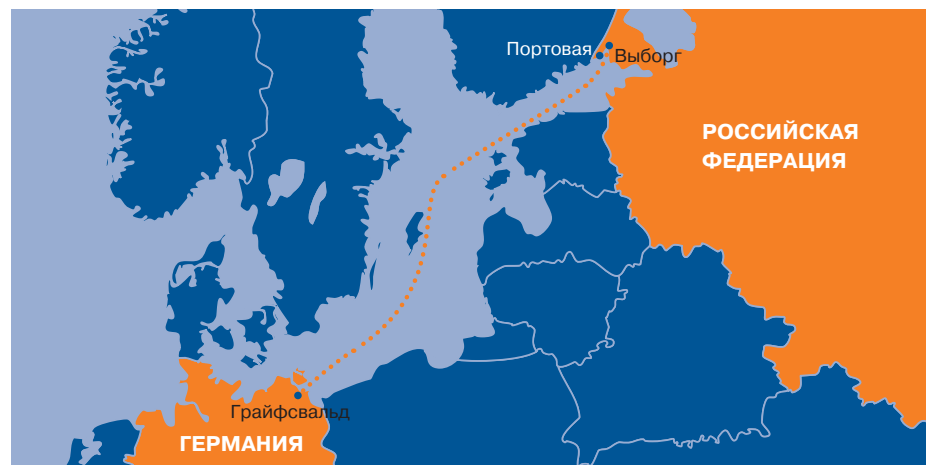 Портовая
Выборг
РОССИЙСКАЯ
ФЕДЕРАЦИЯ
Грайфсвальд
ГЕРМАНИЯ